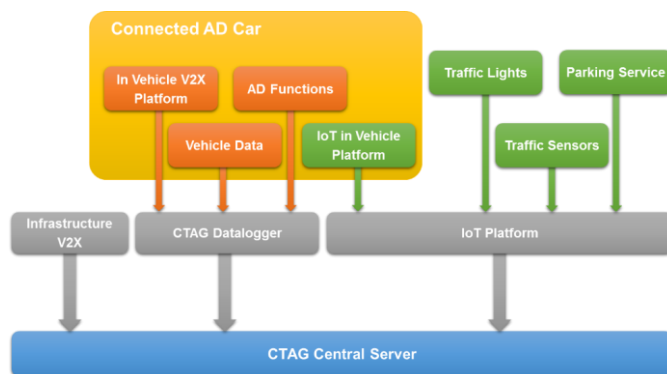 Connected AD Car
In Vehicle V2X
Platform
AD Functions
Traffic Lights
Parking Service
Vehicle Data
IoT in Vehicle
Platform
Traffic Sensors
Infrastructure
V2X
CTAG Datalogger
IoT Platform
CTAG Central Server